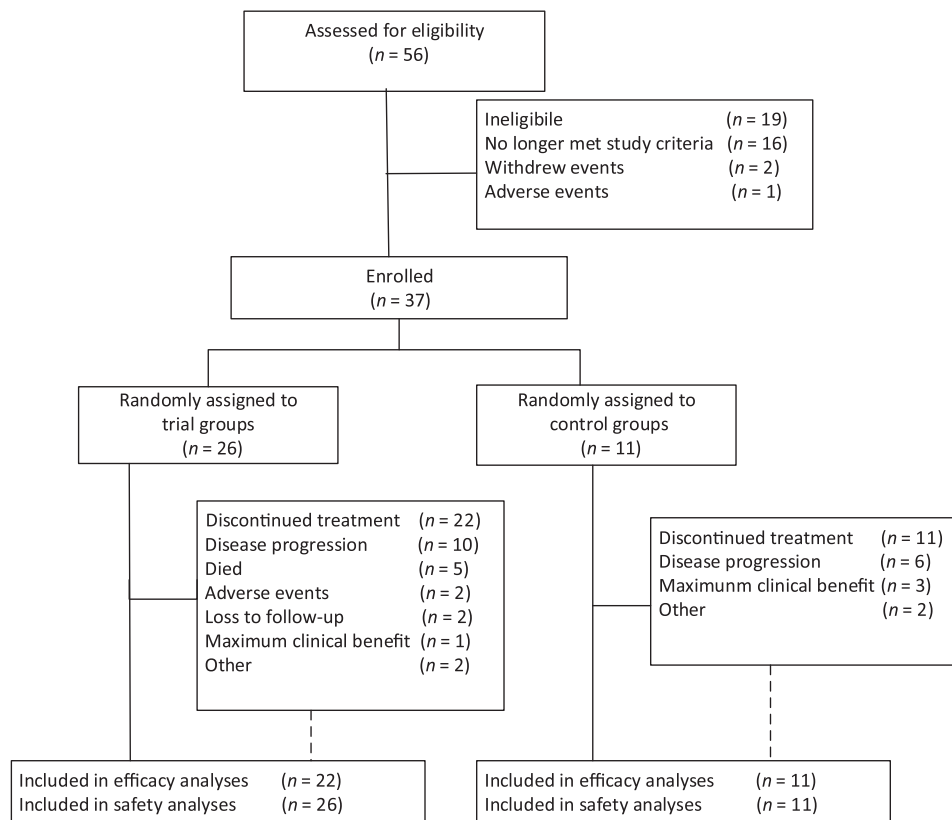 Assessed for eligibility
(n = 56)
Ineligibile (n = 19)
No longer met study criteria (n = 16)
Withdrew events (n = 2)
Adverse events (n = 1)
Enrolled
(n = 37)
Randomly assigned to
trial groups
(n = 26)
Randomly assigned to
control groups
(n = 11)
Discontinued treatment (n = 22)
Disease progression (n = 10)
Died (n = 5)
Adverse events (n = 2)
Loss to follow-up (n = 2)
Maximum clinical benefit (n = 1)
Other (n = 2)
Discontinued treatment (n = 11)
Disease progression (n = 6)
Maximunm clinical benefit (n = 3)
Other (n = 2)
Included in efficacy analyses (n = 22)
Included in safety analyses (n = 26)
Included in efficacy analyses (n = 11)
Included in safety analyses (n = 11)